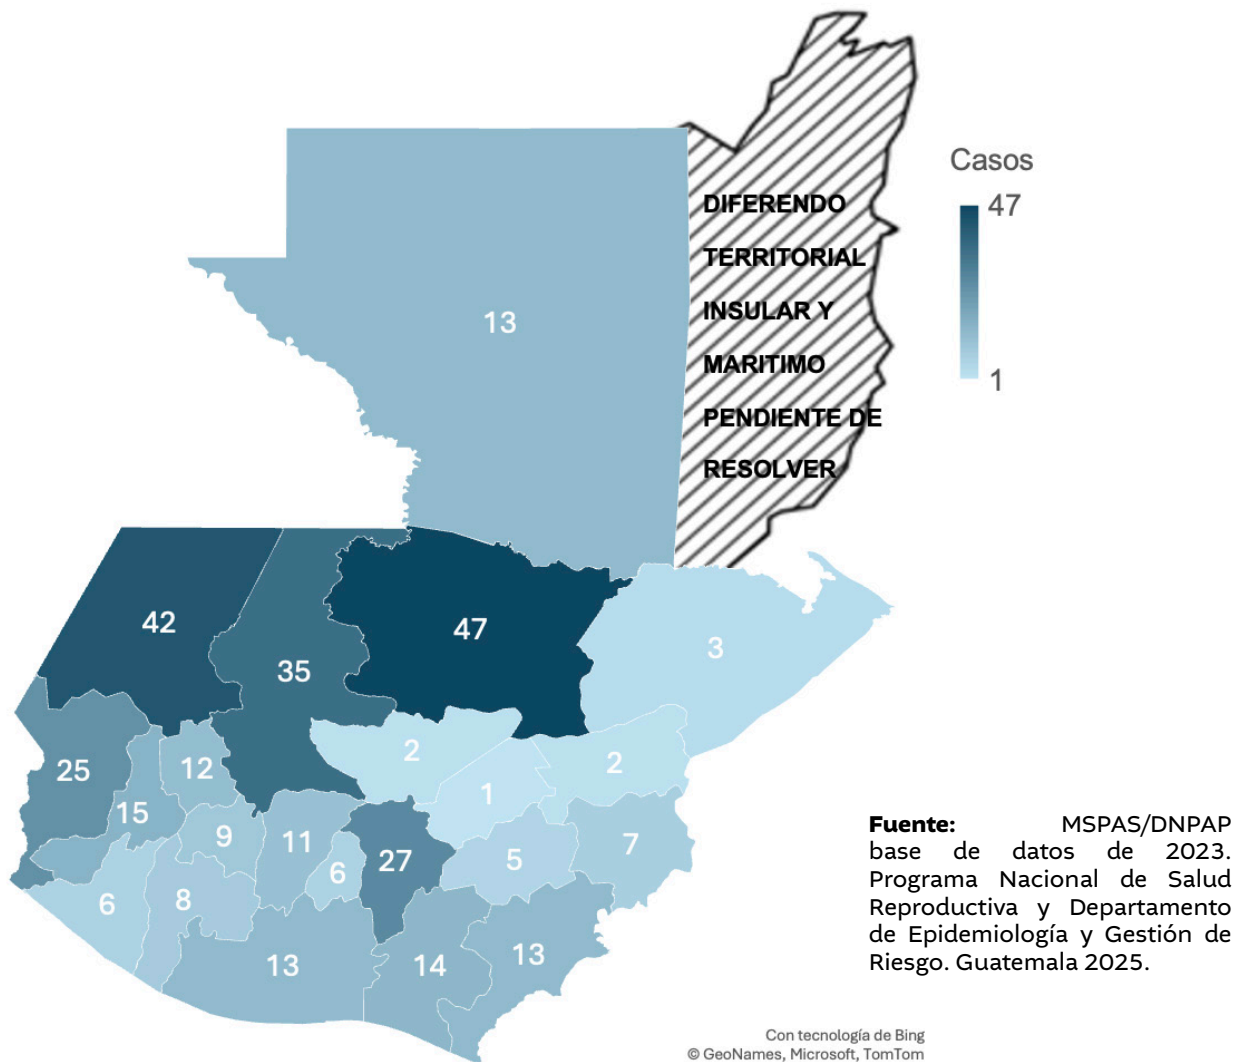 Casos
47
1
DIFERENDO
TERRITORIAL
INSULAR Y
MARITIMO
PENDIENTE DE
RESOLVER
13
42
35
47
3
25
15
12
2
1
2
9
11
6
27
5
7
6
8
13
14
13
Fuente: MSPAS/DNPAP
base de datos de 2023.
Programa Nacional de Salud
Reproductiva y Departamento
de Epidemiología y Gestión de
Riesgo. Guatemala 2025.
Con tecnología de Bing
© GeoNames, Microsoft, TomTom